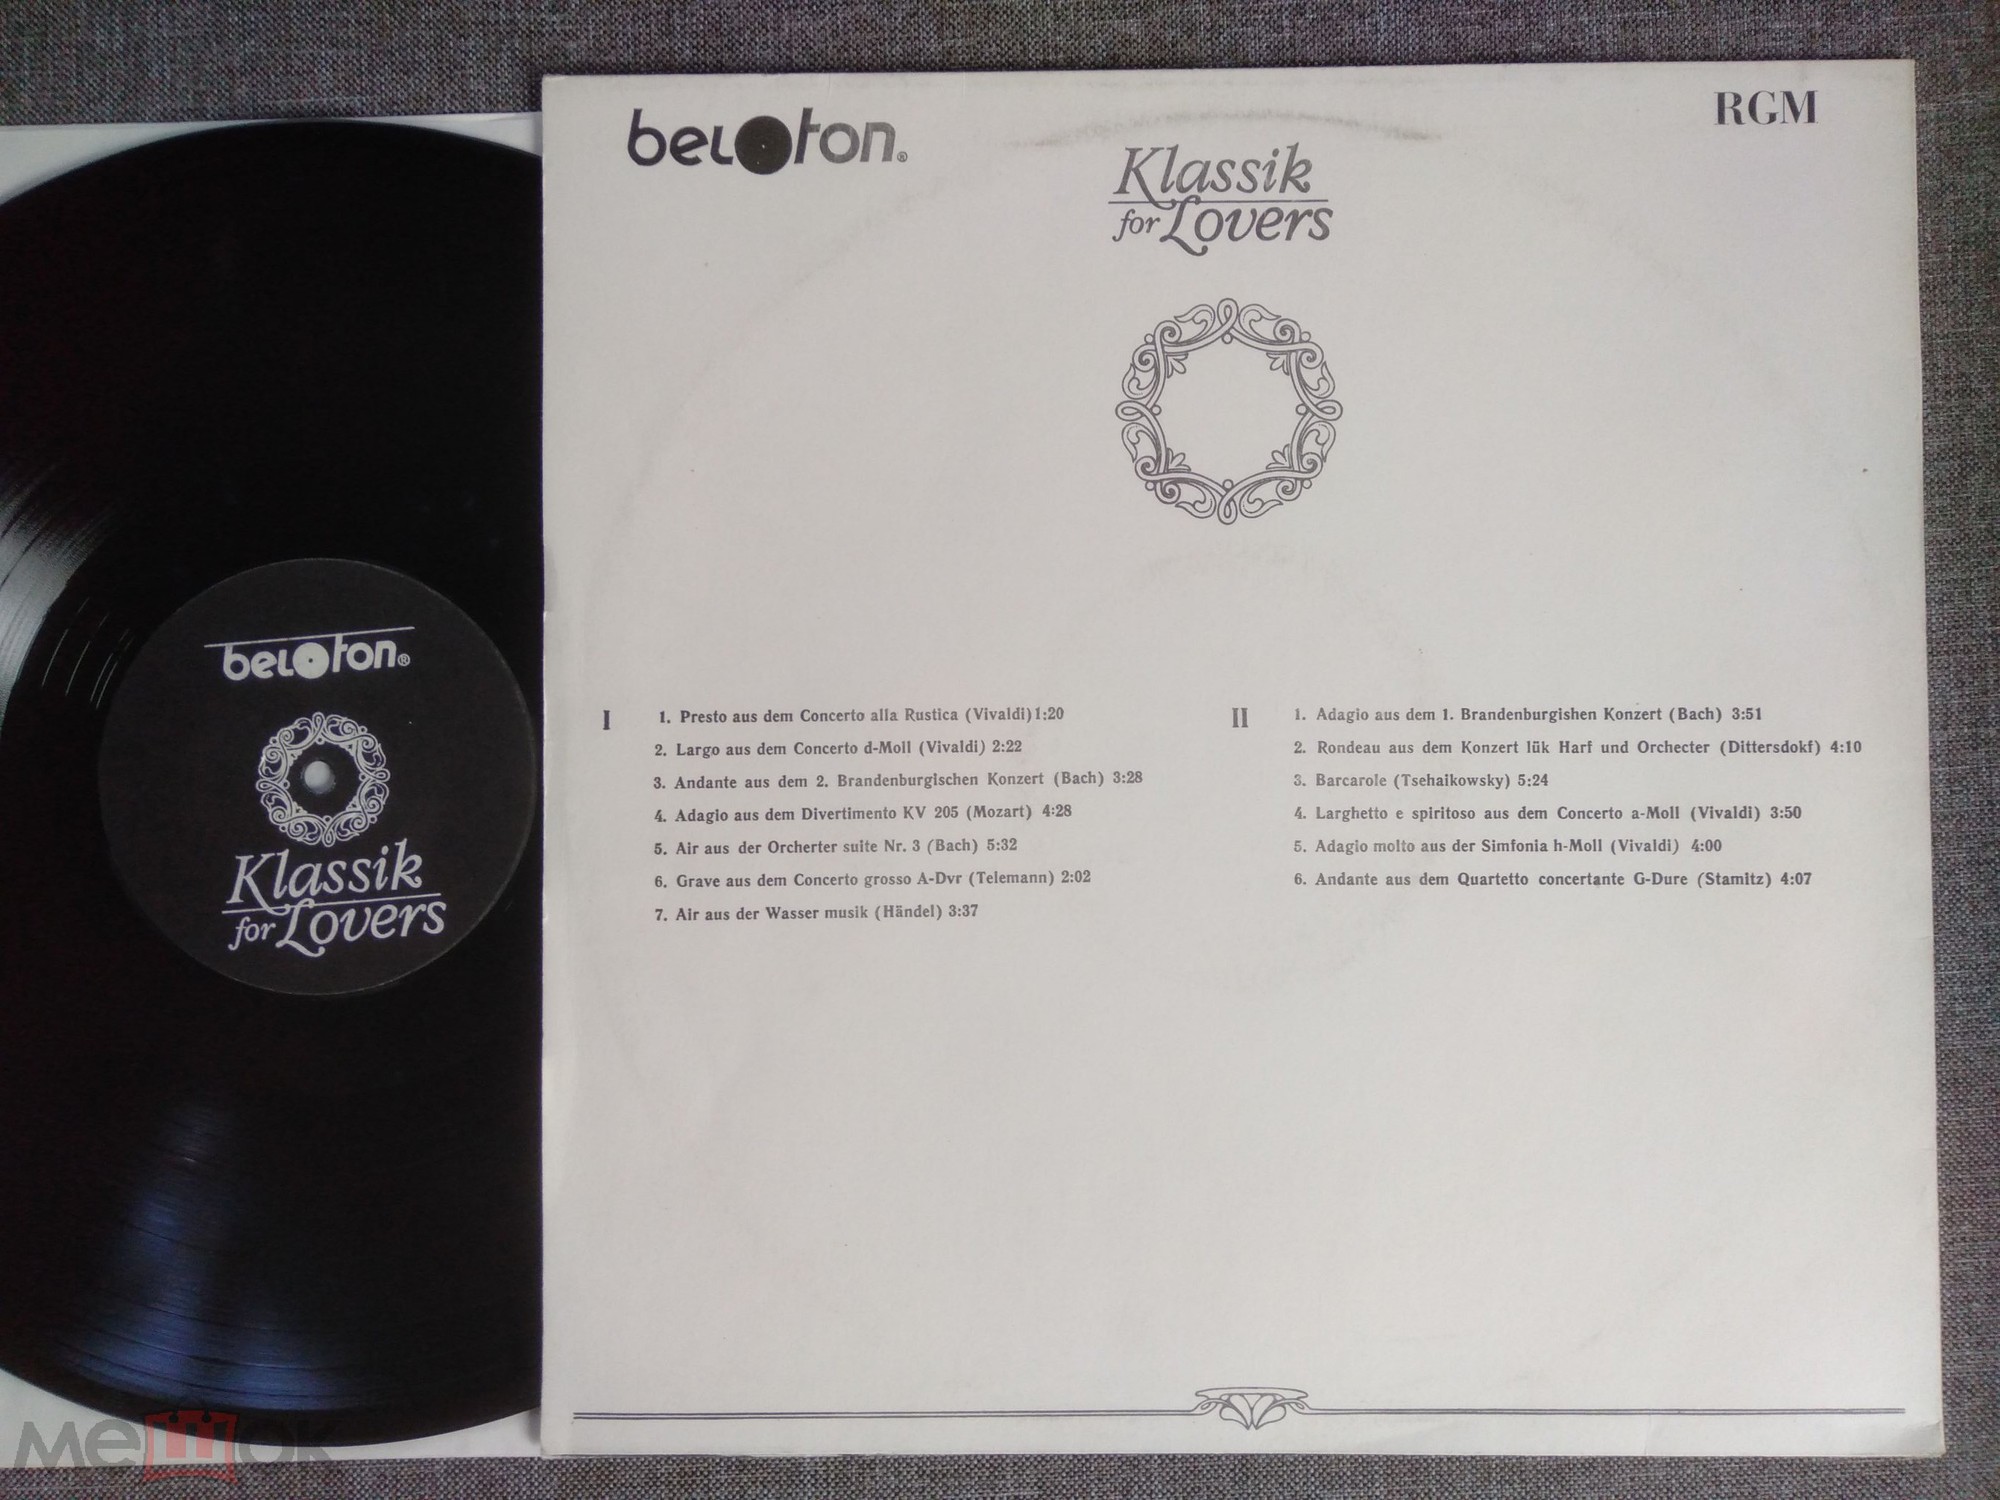 beloton®
Klassik
for Lovers
beloton®
RGM
Klassik
for Lovers
I
1. Presto aus dem Concerto alla Rustica (Vivaldi) 1:20
2. Largo aus dem Concerto d-Moll (Vivaldi) 2:22
3. Andante aus dem 2. Brandenburgischen Konzert (Bach) 3:28
4. Adagio aus dem Divertimento KV 205 (Mozart) 4:28
5. Air aus der Orcherter suite Nr. 3 (Bach) 5:32
6. Grave aus dem Concerto grosso A-Dvr (Telemann) 2:02
7. Air aus der Wasser musik (Händel) 3:37
II
1. Adagio aus dem 1. Brandenburgishen Konzert (Bach) 3:51
2. Rondeau aus dem Konzert lük Harf und Orchecter (Dittersdokf) 4:10
3. Barcarole (Tsehaikowsky) 5:24
4. Larghetto e spiritoso aus dem Concerto a-Moll (Vivaldi) 3:50
5. Adagio molto aus der Simfonia h-Moll (Vivaldi) 4:00
6. Andante aus dem Quartetto concertante G-Dure (Stamitz) 4:07
мешок